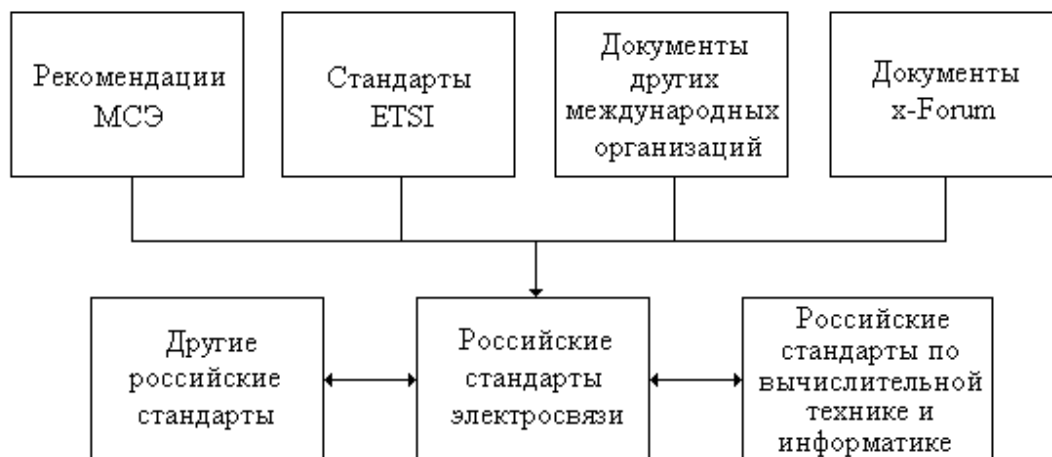 Рекомендации
МСЭ
Стандарты
ETSI
Документы
других
международных
организаций
Документы
x-Forum
Другие
российские
стандарты
Российские
стандарты
электросвязи
Российские
стандарты по
вычислительной
технике и
информатике